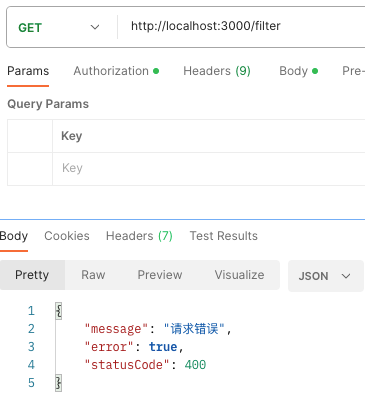 GET http://localhost:3000/filter
Params Authorization Headers (9) Body Pre-
Query Params
Key
Key
Body Cookies Headers (7) Test Results
Pretty Raw Preview Visualize JSON
1 {
2 "message": "请求错误",
3 "error": true,
4 "statusCode": 400
5 }